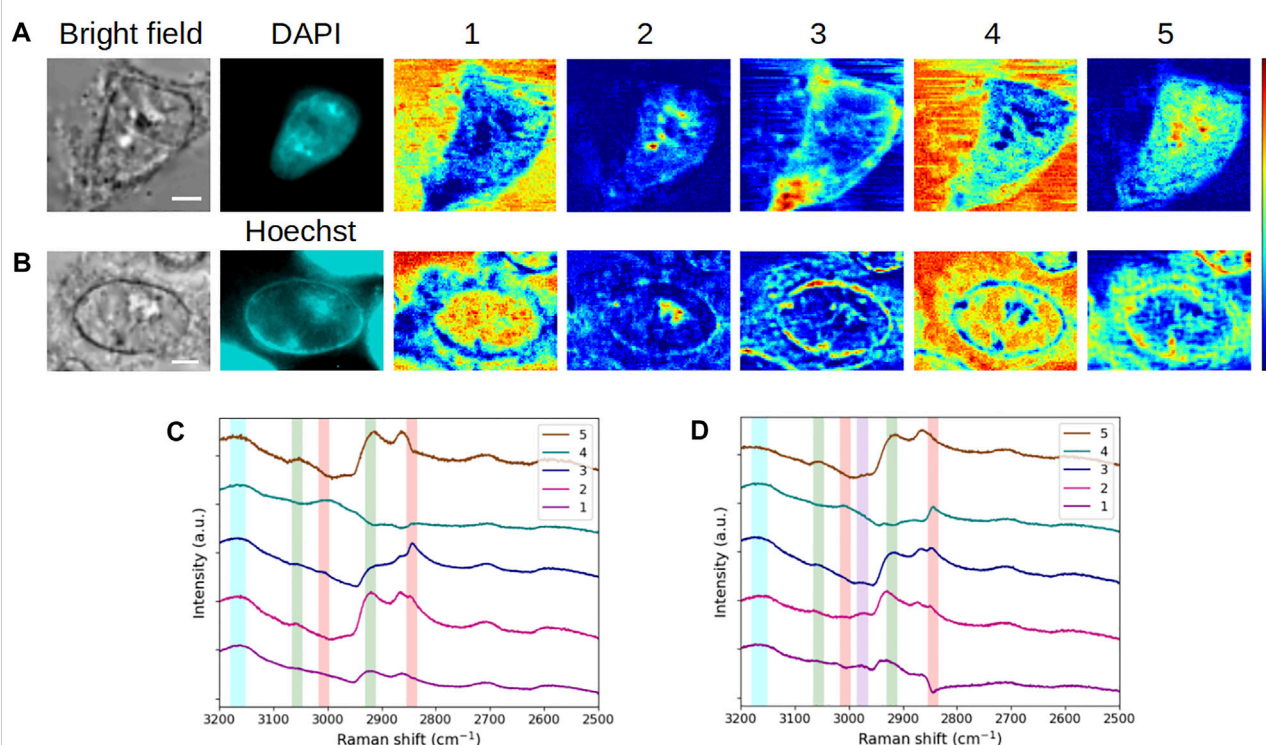 A Bright field DAPI 1 2 3 4 5
Hoechst
B
C
5
4
3
2
1
Intensity (a.u.)
3200 3100 3000 2900 2800 2700 2600 2500
Raman shift (cm⁻¹)
D
5
4
3
2
1
Intensity (a.u.)
3200 3100 3000 2900 2800 2700 2600 2500
Raman shift (cm⁻¹)